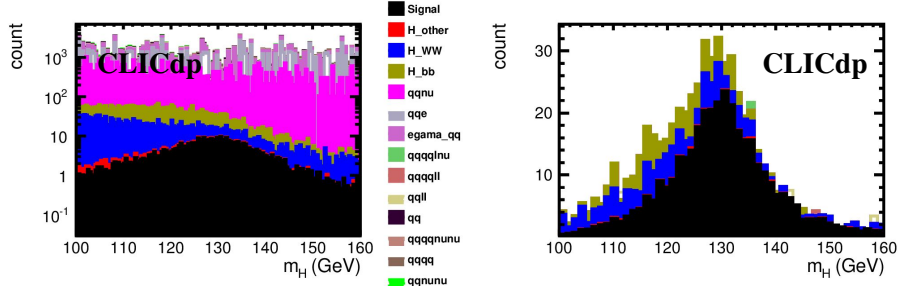 count
10³
10²
10
1
10⁻¹
CLICdp
100 110 120 130 140 150 160
m_H (GeV)
Signal
H_other
H_WW
H_bb
qqnu
qqe
egama_qq
qqqqlnu
qqqqll
qqll
qq
qqqqnunu
qqqq
qqnunu
count
30
20
10
CLICdp
100 110 120 130 140 150 160
m_H (GeV)